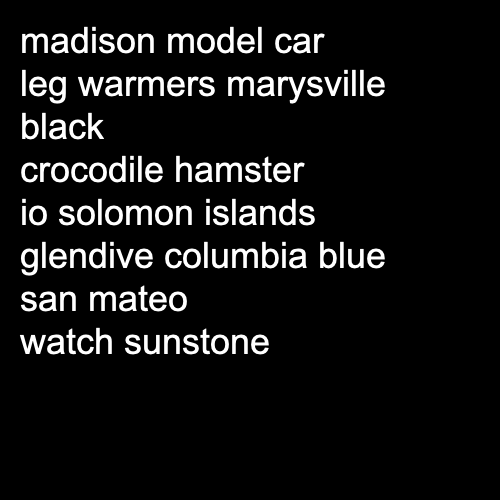 madison model car
leg warmers marysville
black
crocodile hamster
io solomon islands
glendive columbia blue
san mateo
watch sunstone